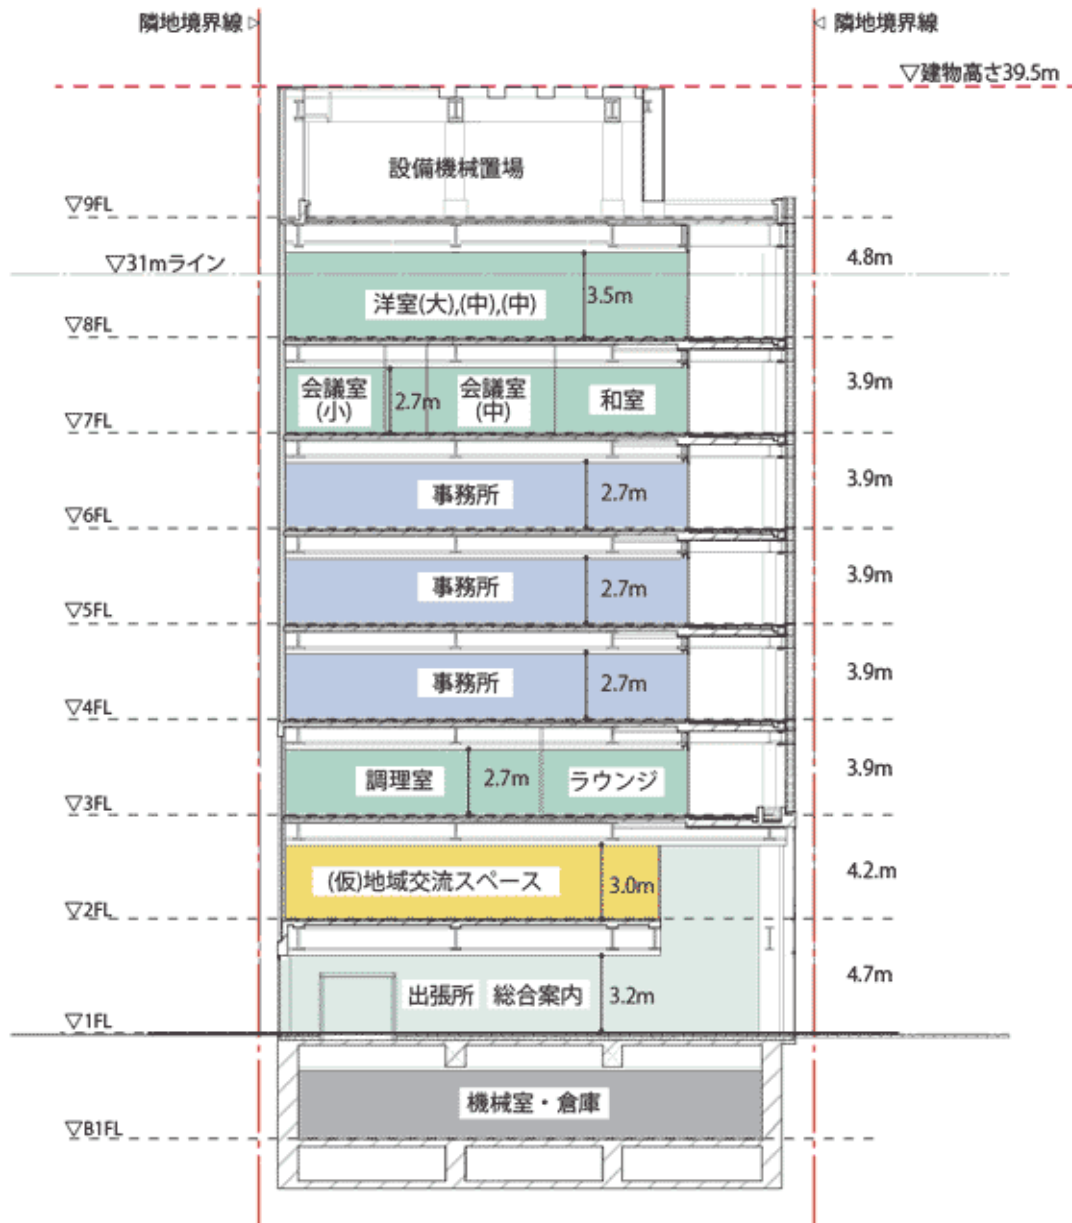 隣地境界線 ▷
◁ 隣地境界線
▽建物高さ39.5m
設備機械置場
▽9FL
4.8m
▽31mライン
3.5m
洋室(大),(中),(中)
▽8FL
3.9m
会議室
(小)
2.7m
会議室
(中)
和室
▽7FL
3.9m
事務所
2.7m
▽6FL
3.9m
事務所
2.7m
▽5FL
3.9m
事務所
2.7m
▽4FL
3.9m
調理室
2.7m
ラウンジ
▽3FL
4.2.m
(仮)地域交流スペース
3.0m
▽2FL
4.7m
出張所 総合案内
3.2m
▽1FL
機械室・倉庫
▽B1FL